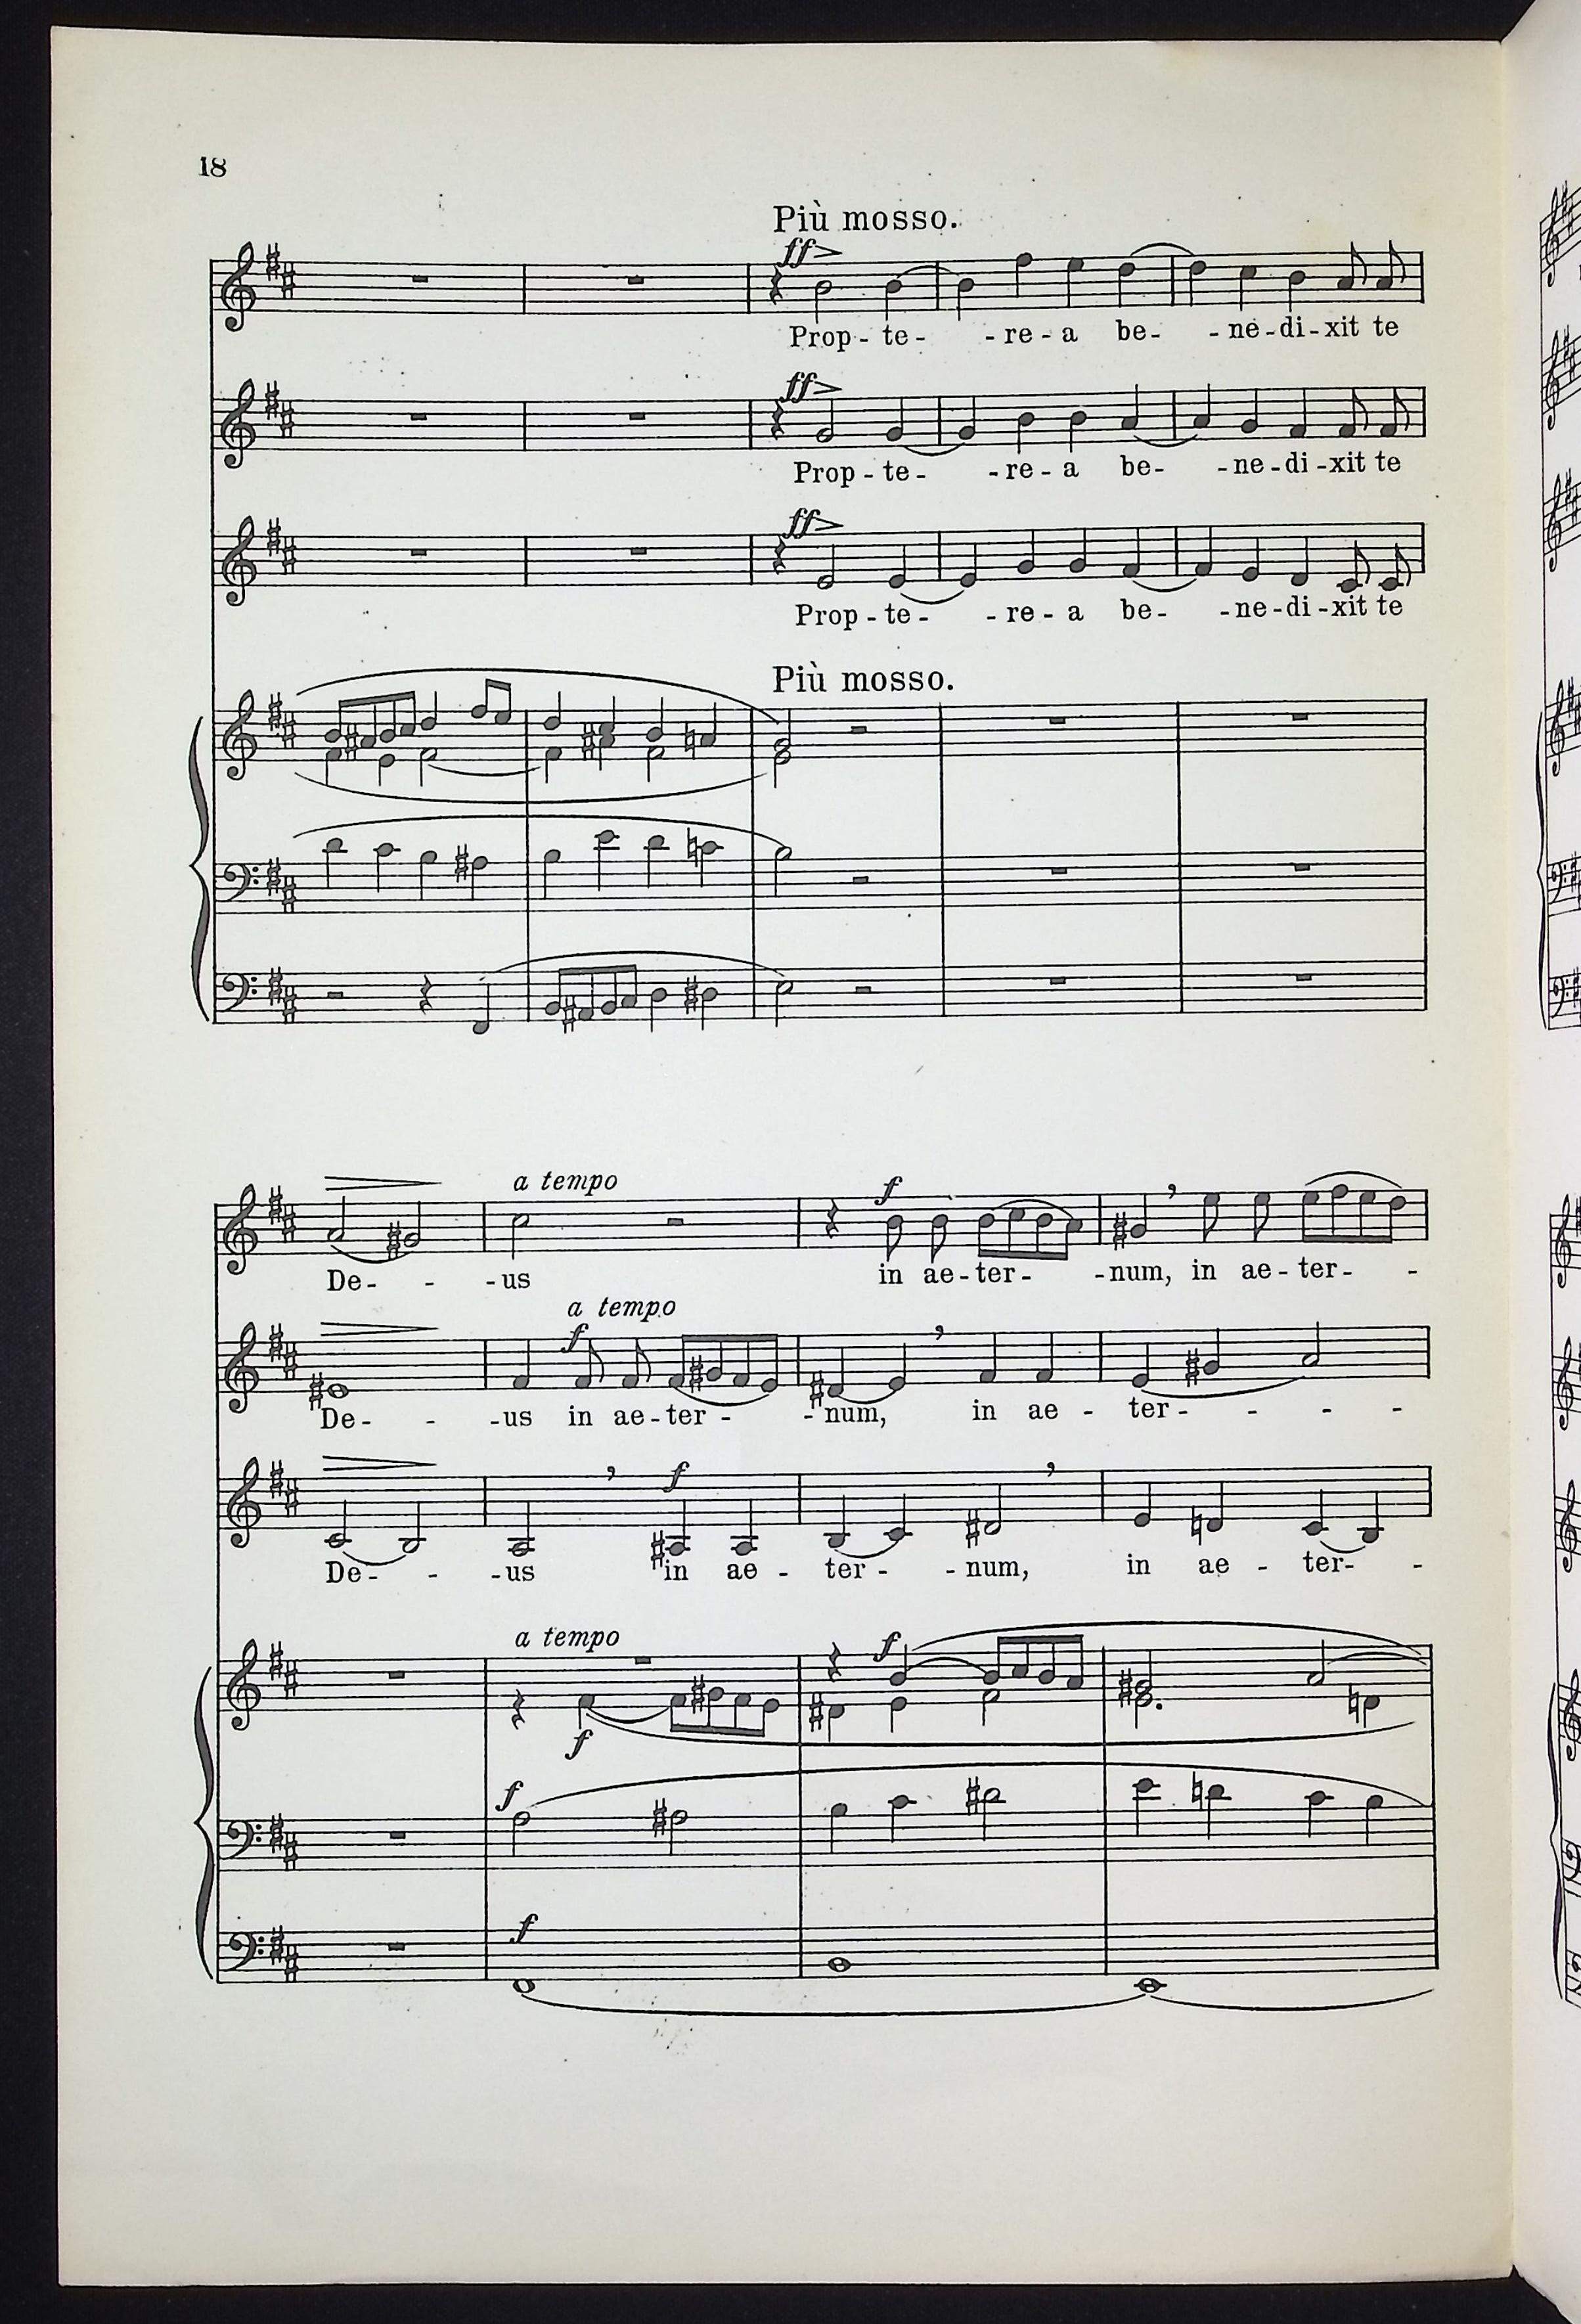 18
Più mosso.
ff
Prop - te - - re - a be - - ne - di - xit te
ff
Prop - te - - re - a be - - ne - di - xit te
ff
Prop - te - - re - a be - - ne - di - xit te
Più mosso.
a tempo
f
De - - - us in ae - ter - - num, in ae - ter - -
a tempo
f
De - - - us in ae - ter - - num, in ae - ter - - - -
f
De - - - us in ae - ter - - num, in ae - ter - -
a tempo
f
f
f
f